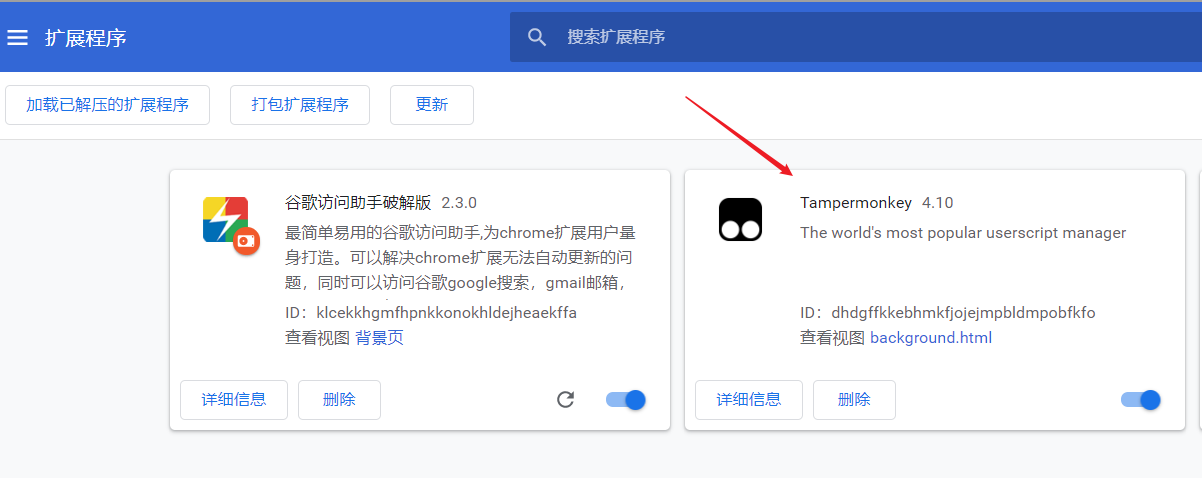 扩展程序
搜索扩展程序
加载已解压的扩展程序
打包扩展程序
更新
谷歌访问助手破解版 2.3.0
最简单易用的谷歌访问助手,为chrome扩展用户量
身打造。可以解决chrome扩展无法自动更新的问
题，同时可以访问谷歌google搜索，gmail邮箱，
ID：klcekkhgmfhpnkkonokhldejheaekffa
查看视图 背景页
详细信息
删除
Tampermonkey 4.10
The world's most popular userscript manager
ID：dhdgffkkebhmkfjojejmpbldmpobfkfo
查看视图 background.html
详细信息
删除